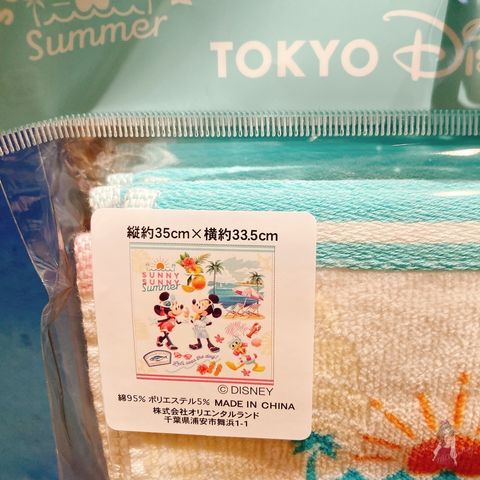 Summer
TOKYO Dis
縦約35cm×横約33.5cm
SUNNY
FUNNY
Summer
© DISNEY
綿95% ポリエステル5% MADE IN CHINA
株式会社オリエンタルランド
千葉県浦安市舞浜1-1